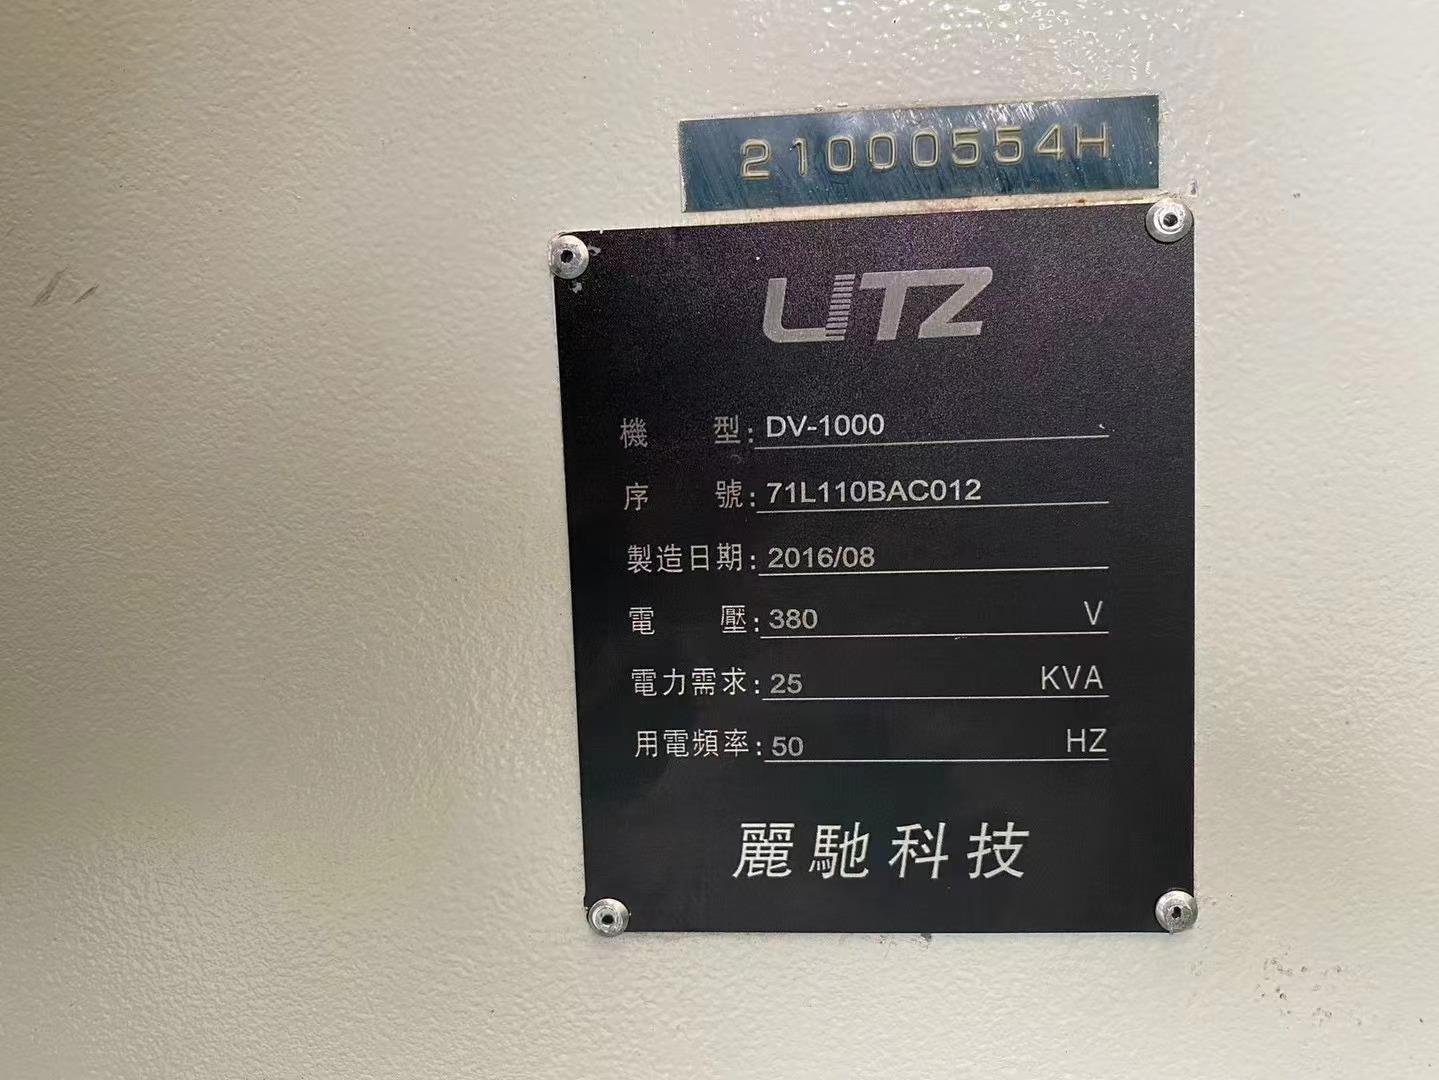 21000554H
LITZ
機型: DV-1000
序號: 71L110BAC012
製造日期: 2016/08
電壓: 380 V
電力需求: 25 KVA
用電頻率: 50 HZ
麗馳科技